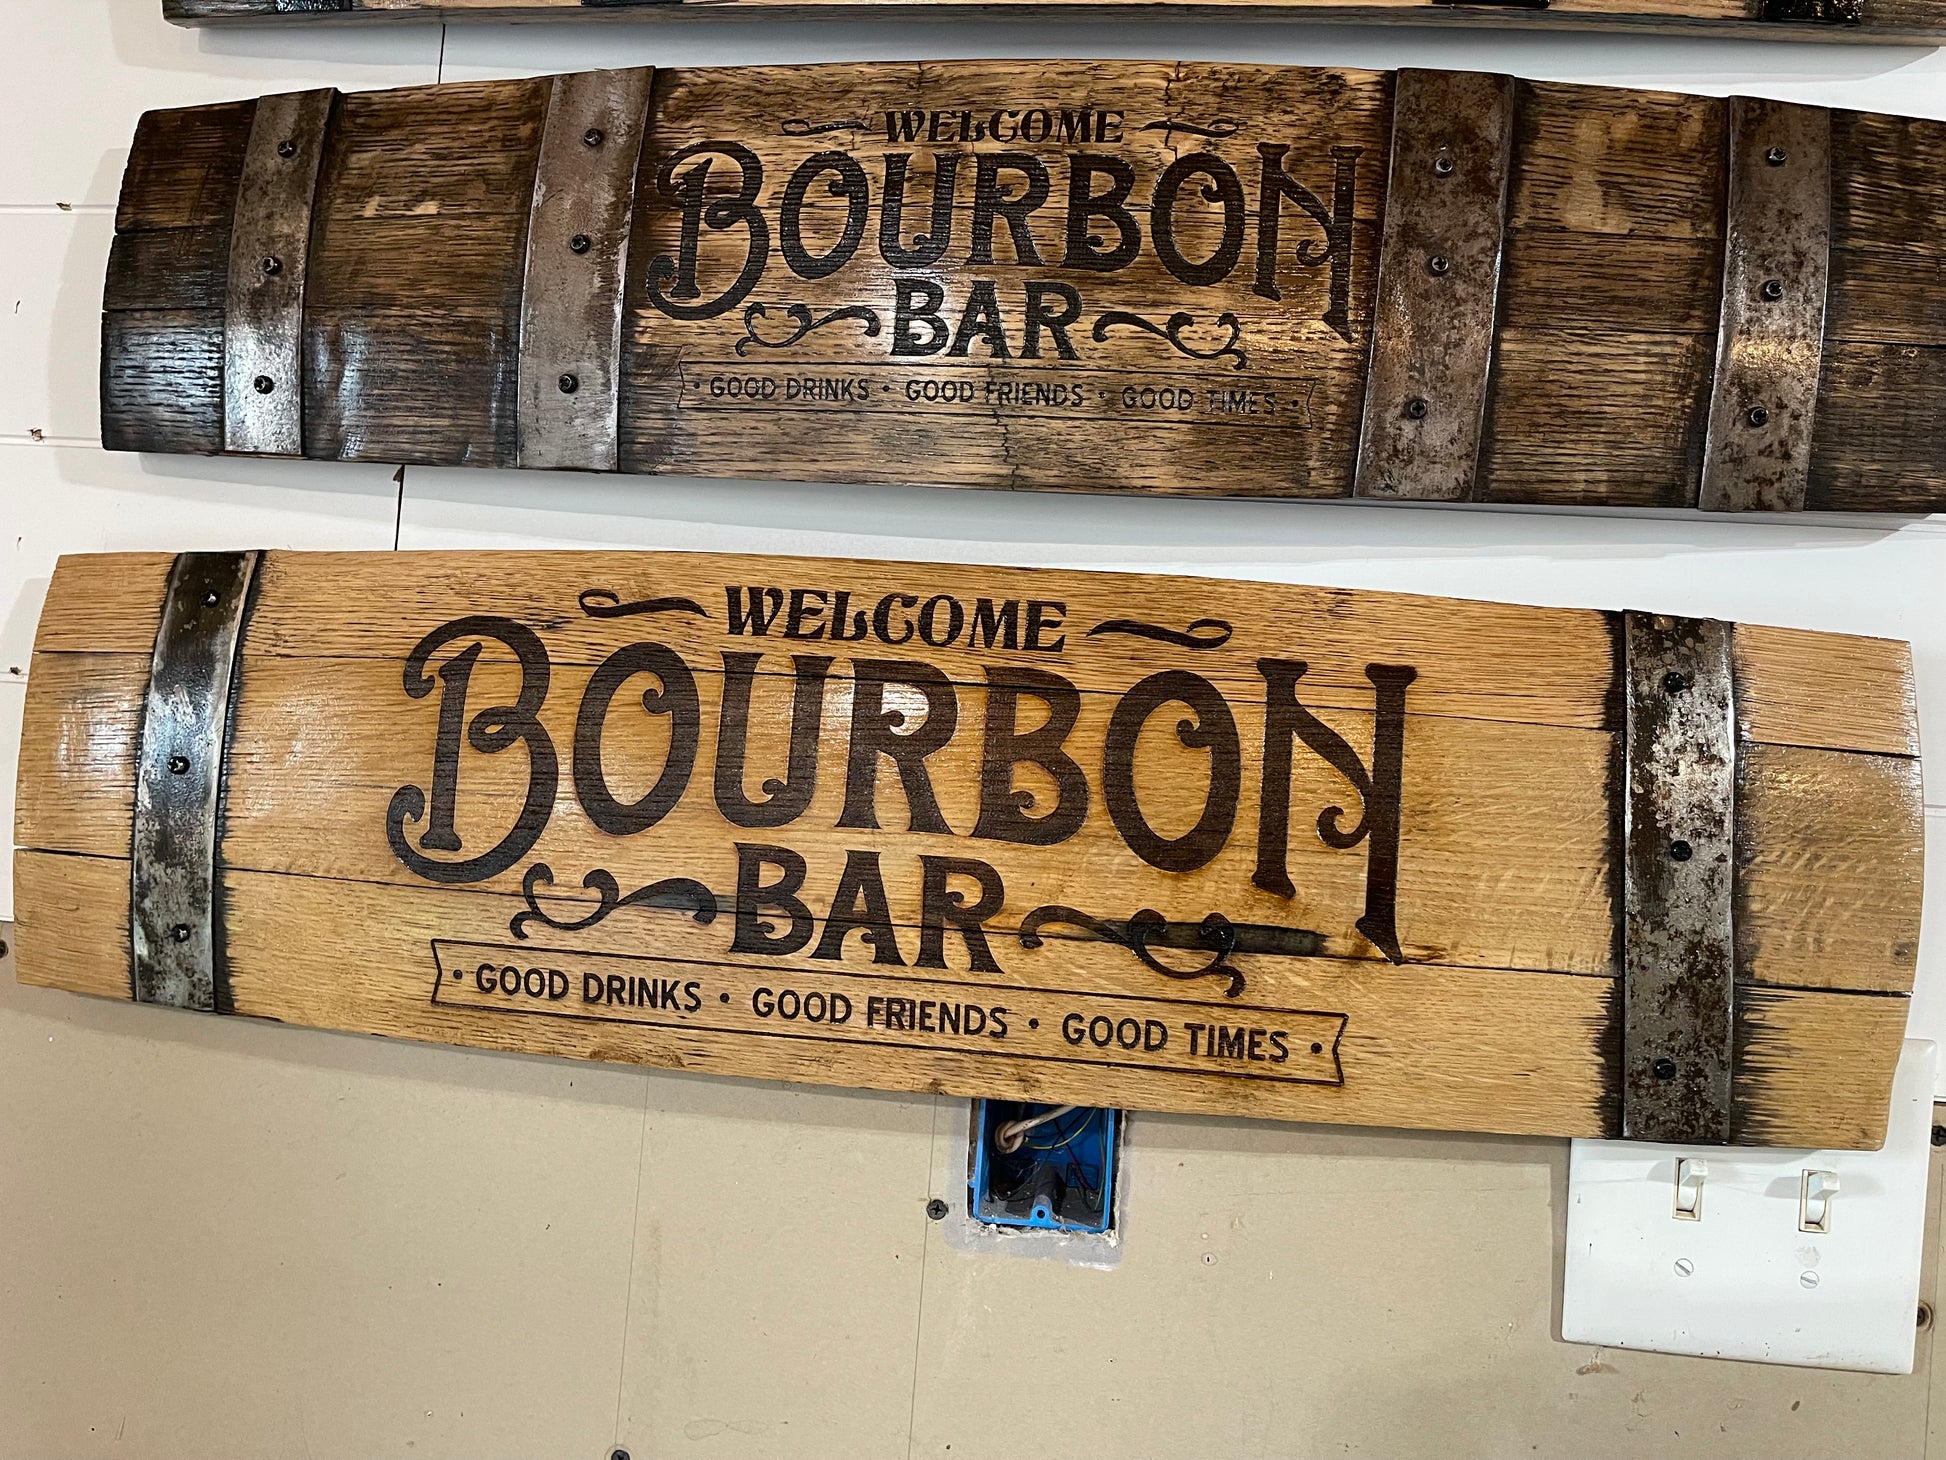 WELCOME
BOURBON
BAR
• GOOD DRINKS • GOOD FRIENDS • GOOD TIMES •
WELCOME
BOURBON
BAR
• GOOD DRINKS • GOOD FRIENDS • GOOD TIMES •